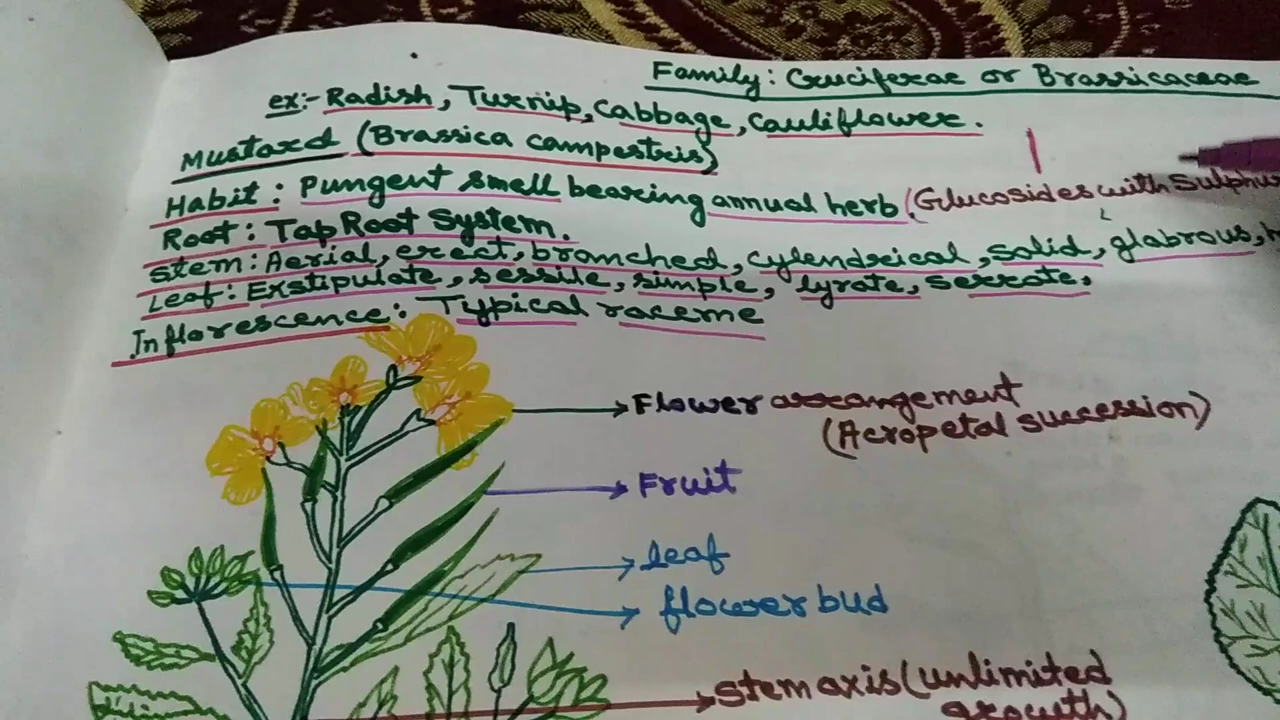 Family: Cruciferae or Brassicaceae
ex:- Radish, Turnip, Cabbage, Cauliflower.
Mustard (Brassica campestris)
Habit: Pungent smell bearing annual herb (Glucosides with Sulphur
Root: Tap Root System.
Stem: Aerial, erect, branched, cylendrical, solid, glabrous,
Leaf: Exstipulate, sessile, simple, lyrate, serrate,
Inflorescence: Typical raceme
Flower arrangement
(Acropetal succession)
Fruit
leaf
flower bud
stem axis (unlimited
growth)